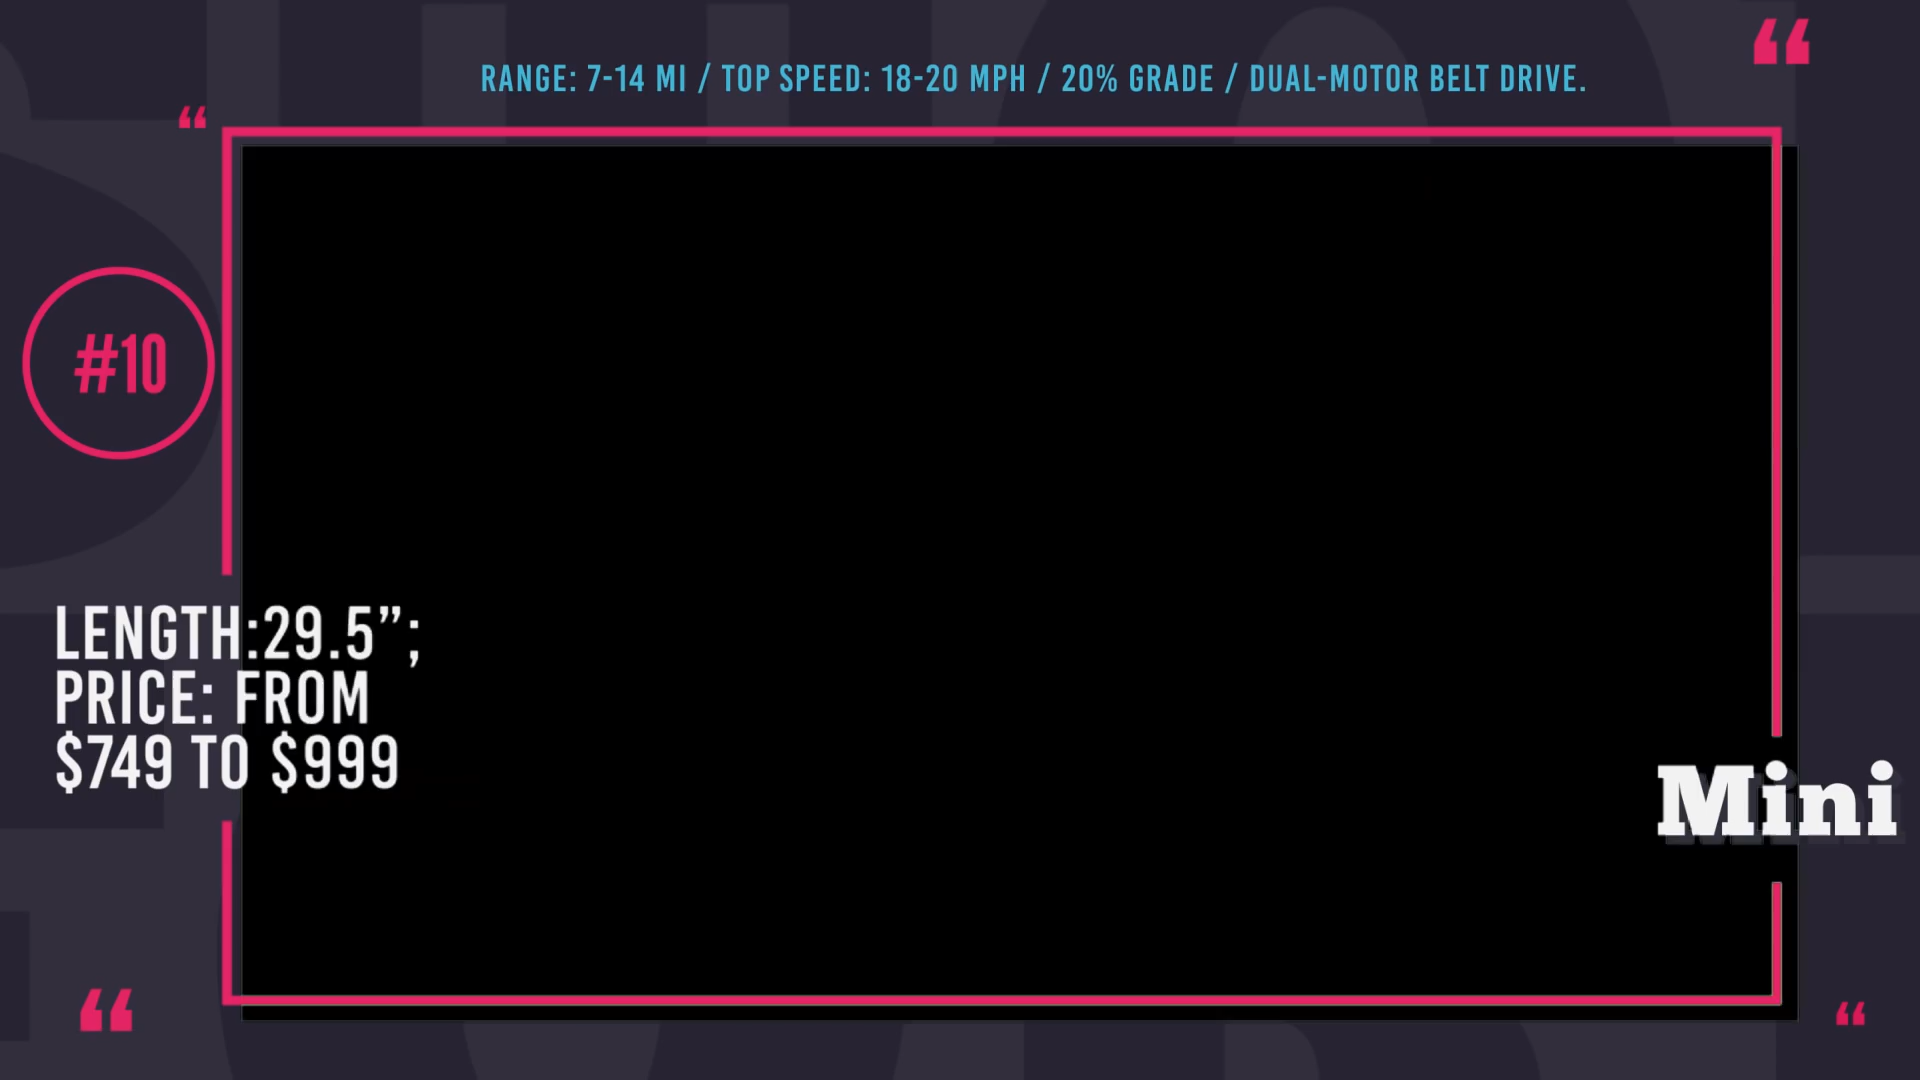 RANGE: 7-14 MI / TOP SPEED: 18-20 MPH / 20% GRADE / DUAL-MOTOR BELT DRIVE.
#10
LENGTH:29.5”;
PRICE: FROM
$749 TO $999
Mini